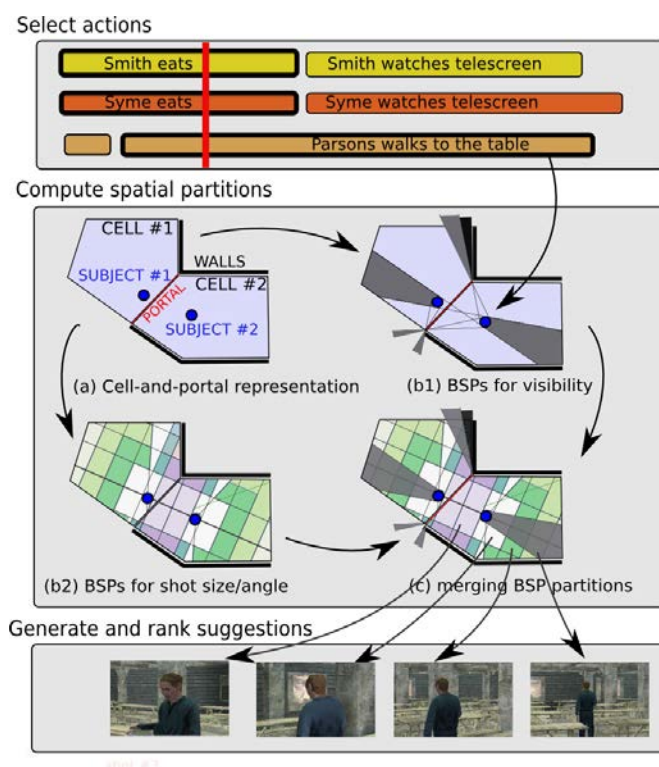 Select actions
Smith eats
Smith watches telescreen
Syme eats
Syme watches telescreen
Parsons walks to the table
Compute spatial partitions
CELL #1
WALLS
SUBJECT #1
CELL #2
PORTAL
SUBJECT #2
(a) Cell-and-portal representation
(b1) BSPs for visibility
(b2) BSPs for shot size/angle
(c) merging BSP partitions
Generate and rank suggestions
shot #2